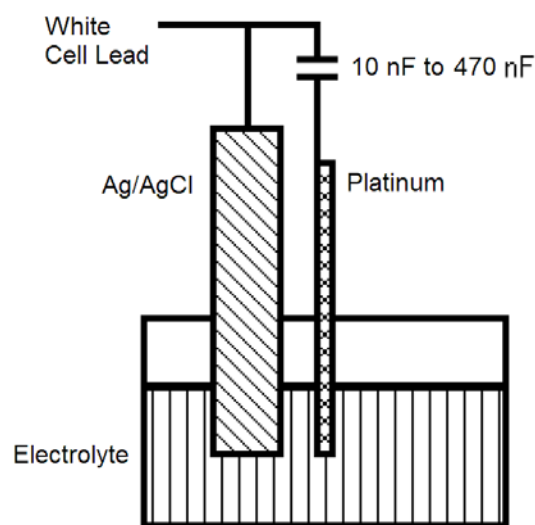 White
Cell Lead
10 nF to 470 nF
Ag/AgCl
Platinum
Electrolyte